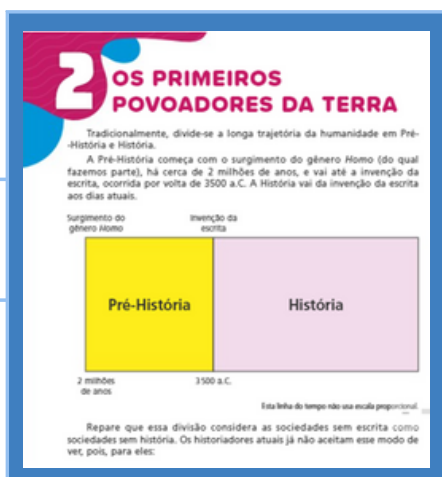 2
OS PRIMEIROS
POVOADORES DA TERRA
Tradicionalmente, divide-se a longa trajetória da humanidade em Pré-
-História e História.
A Pré-História começa com o surgimento do gênero Homo (do qual
fazemos parte), há cerca de 2 milhões de anos, e vai até a invenção da
escrita, ocorrida por volta de 3500 a.C. A História vai da invenção da escrita
aos dias atuais.
Surgimento do
gênero Homo
Invenção da
escrita
Pré-História
História
2 milhões
de anos
3500 a.C.
Esta linha do tempo não usa escala proporcional.
Repare que essa divisão considera as sociedades sem escrita como
sociedades sem história. Os historiadores atuais já não aceitam esse modo de
ver, pois, para eles: